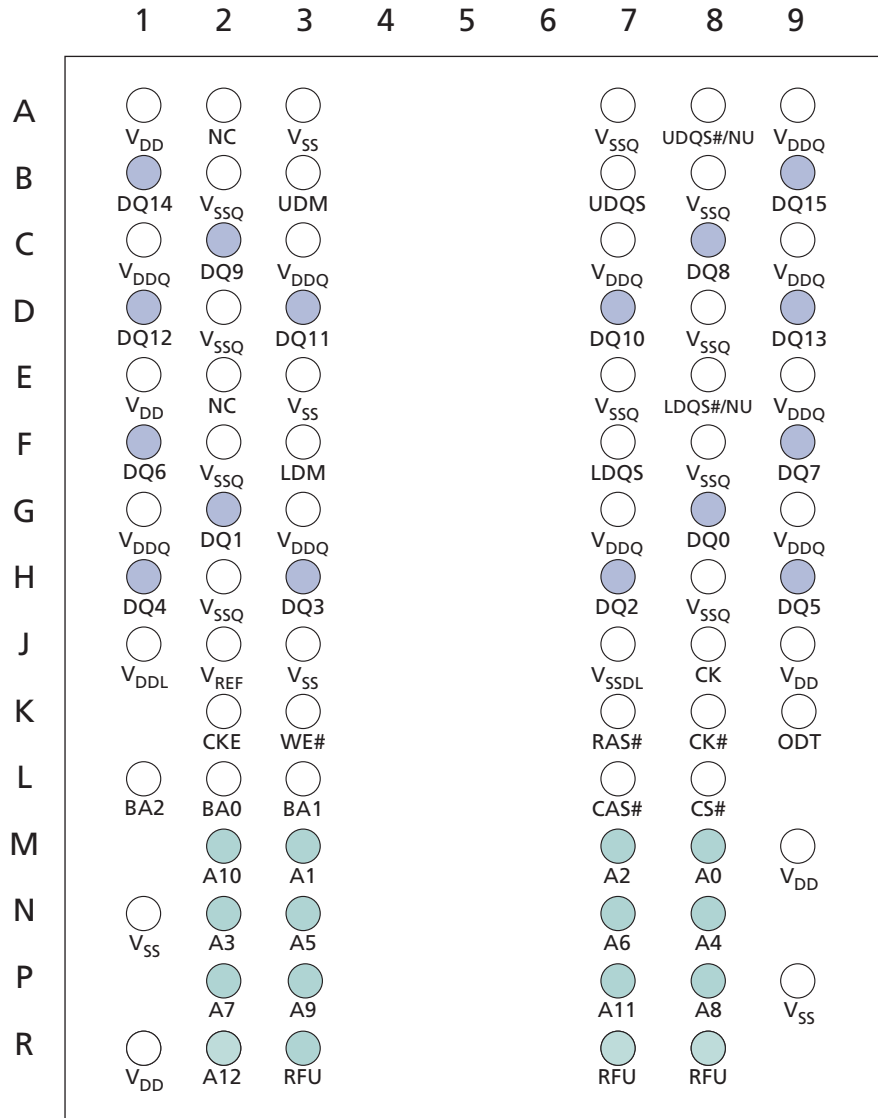 1 2 3 4 5 6 7 8 9
A
VDD NC VSS VSSQ UDQS#/NU VDDQ
B
DQ14 VSSQ UDM UDQS VSSQ DQ15
C
VDDQ DQ9 VDDQ VDDQ DQ8 VDDQ
D
DQ12 VSSQ DQ11 DQ10 VSSQ DQ13
E
VDD NC VSS VSSQ LDQS#/NU VDDQ
F
DQ6 VSSQ LDM LDQS VSSQ DQ7
G
VDDQ DQ1 VDDQ VDDQ DQ0 VDDQ
H
DQ4 VSSQ DQ3 DQ2 VSSQ DQ5
J
VDDL VREF VSS VSSDL CK VDD
K
CKE WE# RAS# CK# ODT
L
BA2 BA0 BA1 CAS# CS#
M
A10 A1 A2 A0 VDD
N
VSS A3 A5 A6 A4
P
A7 A9 A11 A8 VSS
R
VDD A12 RFU RFU RFU